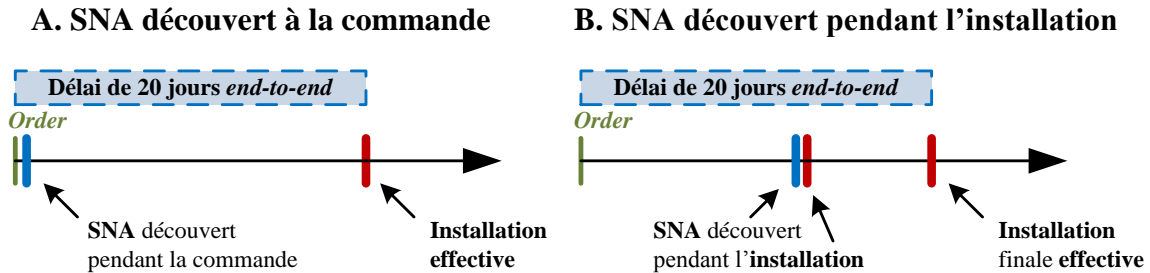 A. SNA découvert à la commande
Délai de 20 jours end-to-end
Order
SNA découvert
pendant la commande
Installation
effective
B. SNA découvert pendant l’installation
Délai de 20 jours end-to-end
Order
SNA découvert
pendant l’installation
Installation
finale effective